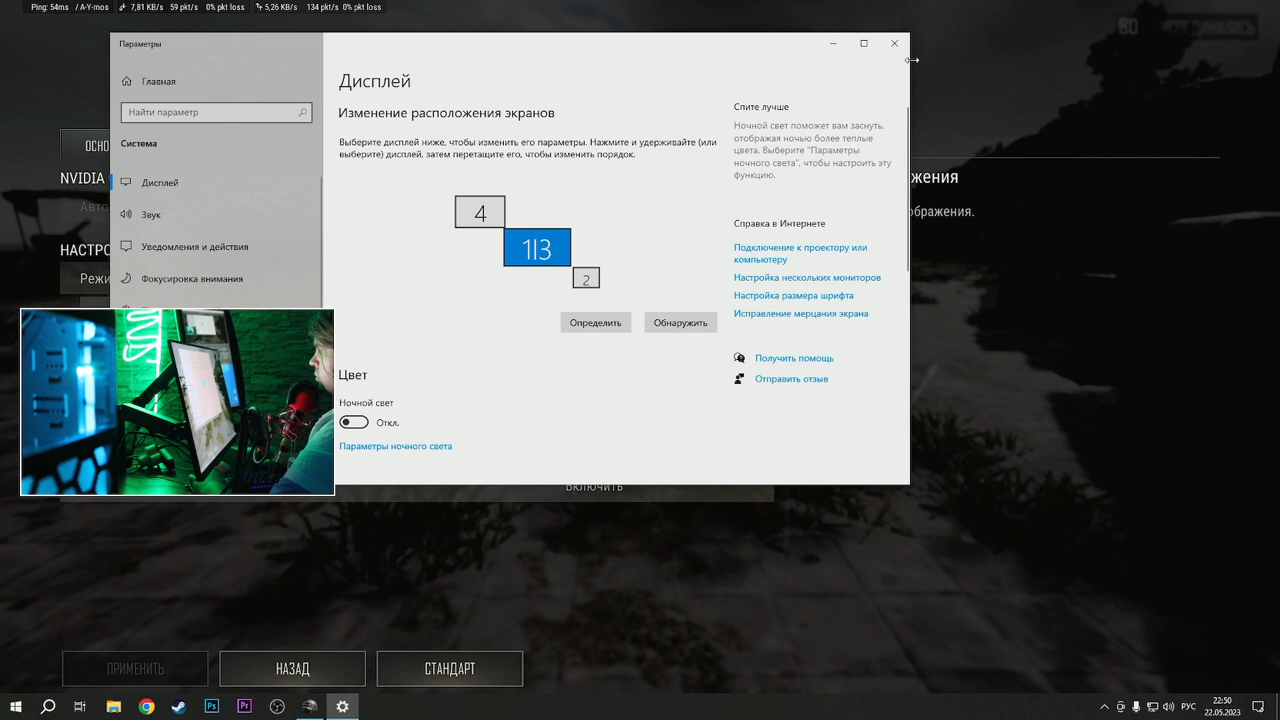 Ping: 54ms / A-y-mos
7,81 KB/s
59 pkt/s
0% pkt loss
5,26 KB/s
134 pkt/s 0% pkt loss
Параметры
Главная
Найти параметр
Система
Дисплей
Звук
Уведомления и действия
Фокусировка внимания
Дисплей
Изменение расположения экранов
Выберите дисплей ниже, чтобы изменить его параметры. Нажмите и удерживайте (или
выберите) дисплей, затем перетащите его, чтобы изменить порядок.
4
1|3
2
Определить
Обнаружить
Цвет
Ночной свет
Откл.
Параметры ночного света
Спите лучше
Ночной свет поможет вам заснуть,
отображая ночью более теплые
цвета. Выберите "Параметры
ночного света", чтобы настроить эту
функцию.
Справка в Интернете
Подключение к проектору или
компьютеру
Настройка нескольких мониторов
Настройка размера шрифта
Исправление мерцания экрана
Получить помощь
Отправить отзыв
ОСНО
NVIDIA
Авто
НАСТРО
Режи
жения
ображения.
Включить
ПРИМЕНИТЬ
НАЗАД
СТАНДАРТ
Ps
Pr
РУС
22:50
22.05.2023